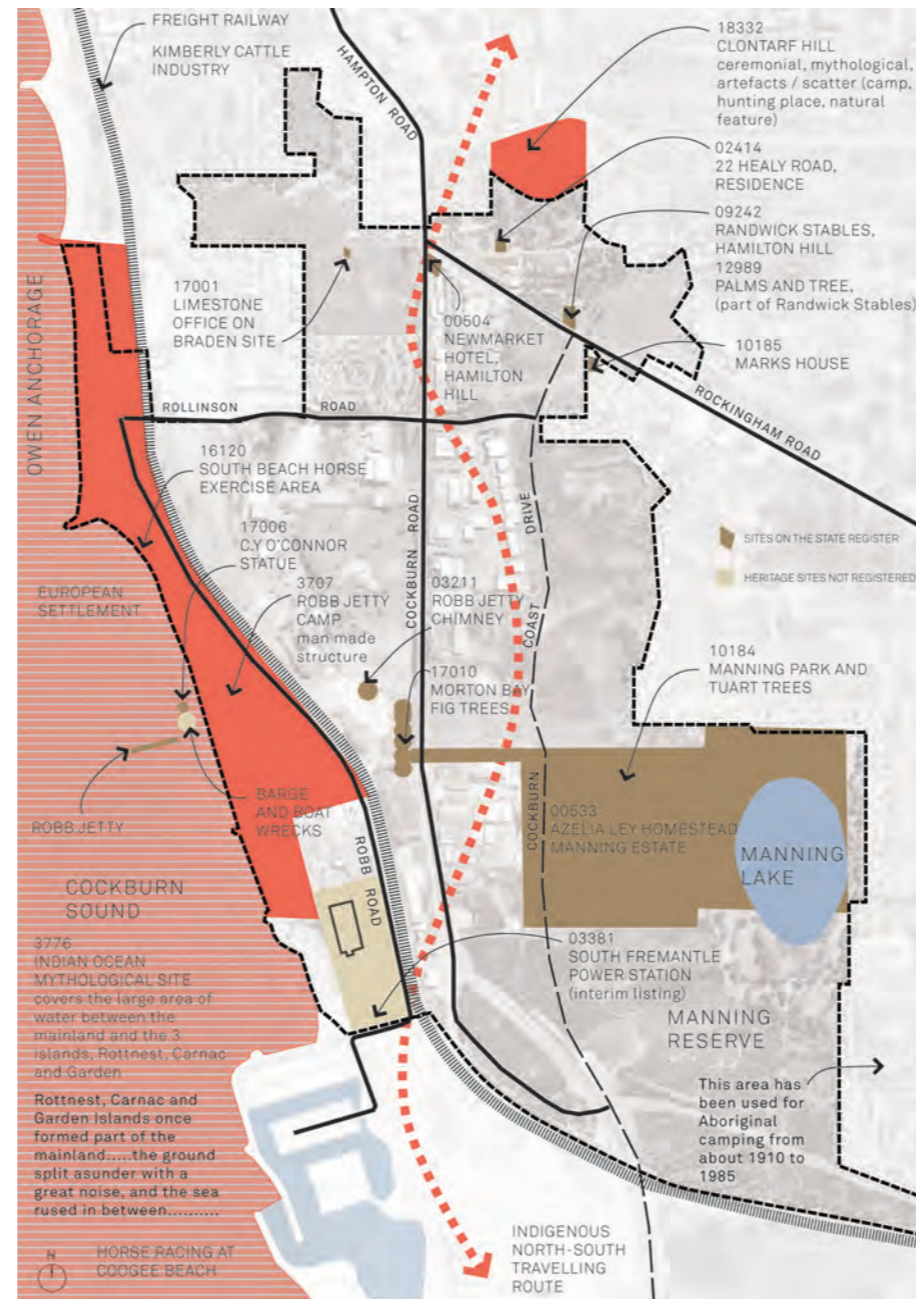 FREIGHT RAILWAY
KIMBERLY CATTLE
INDUSTRY
HAMPTON ROAD
18332
CLONTARF HILL
ceremonial, mythological,
artefacts / scatter (camp,
hunting place, natural
feature)
02414
22 HEALY ROAD,
RESIDENCE
09242
RANDWICK STABLES,
HAMILTON HILL
12989
PALMS AND TREE,
(part of Randwick Stables)
10185
MARKS HOUSE
17001
LIMESTONE
OFFICE ON
BRADEN SITE
00504
NEWMARKET
HOTEL,
HAMILTON
HILL
OWEN ANCHORAGE
ROLLINSON ROAD
ROCKINGHAM ROAD
16120
SOUTH BEACH HORSE
EXERCISE AREA
17006
C.Y O'CONNOR
STATUE
EUROPEAN
SETTLEMENT
3707
ROBB JETTY
CAMP
man made
structure
COCKBURN ROAD
03211
ROBB JETTY
CHIMNEY
17010
MORTON BAY
FIG TREES
COCKBURN COAST DRIVE
SITES ON THE STATE REGISTER
HERITAGE SITES NOT REGISTERED
10184
MANNING PARK AND
TUART TREES
BARGE
AND BOAT
WRECKS
ROBB JETTY
ROBB ROAD
00533
AZELIA LEY HOMESTEAD
MANNING ESTATE
MANNING
LAKE
COCKBURN
SOUND
3776
INDIAN OCEAN
MYTHOLOGICAL SITE
covers the large area of
water between the
mainland and the 3
islands, Rottnest, Carnac
and Garden
Rottnest, Carnac and
Garden Islands once
formed part of the
mainland.....the ground
split asunder with a
great noise, and the sea
rused in between..........
03381
SOUTH FREMANTLE
POWER STATION
(interim listing)
MANNING
RESERVE
This area has
been used for
Aboriginal
camping from
about 1910 to
1985
N
HORSE RACING AT
COOGEE BEACH
INDIGENOUS
NORTH-SOUTH
TRAVELLING
ROUTE